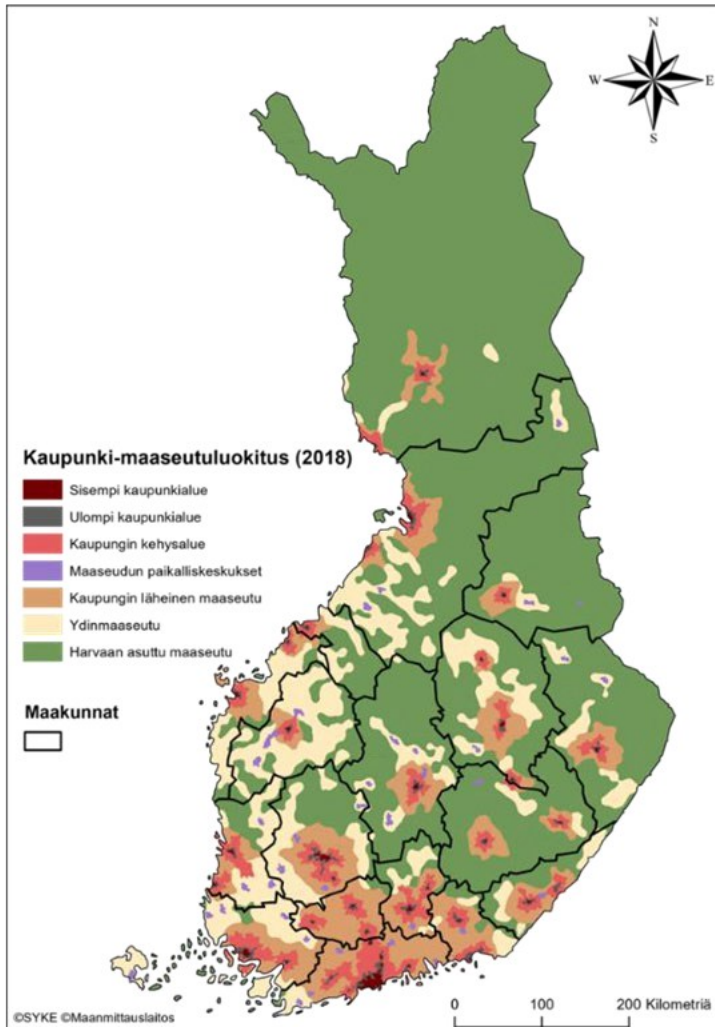 N
W E
S
Kaupunki-maaseutuluokitus (2018)
Sisempi kaupunkialue
Ulompi kaupunkialue
Kaupungin kehysalue
Maaseudun paikalliskeskukset
Kaupungin läheinen maaseutu
Ydinmaaseutu
Harvaan asuttu maaseutu
Maakunnat
©SYKE ©Maanmittauslaitos
0 100 200 Kilometriä